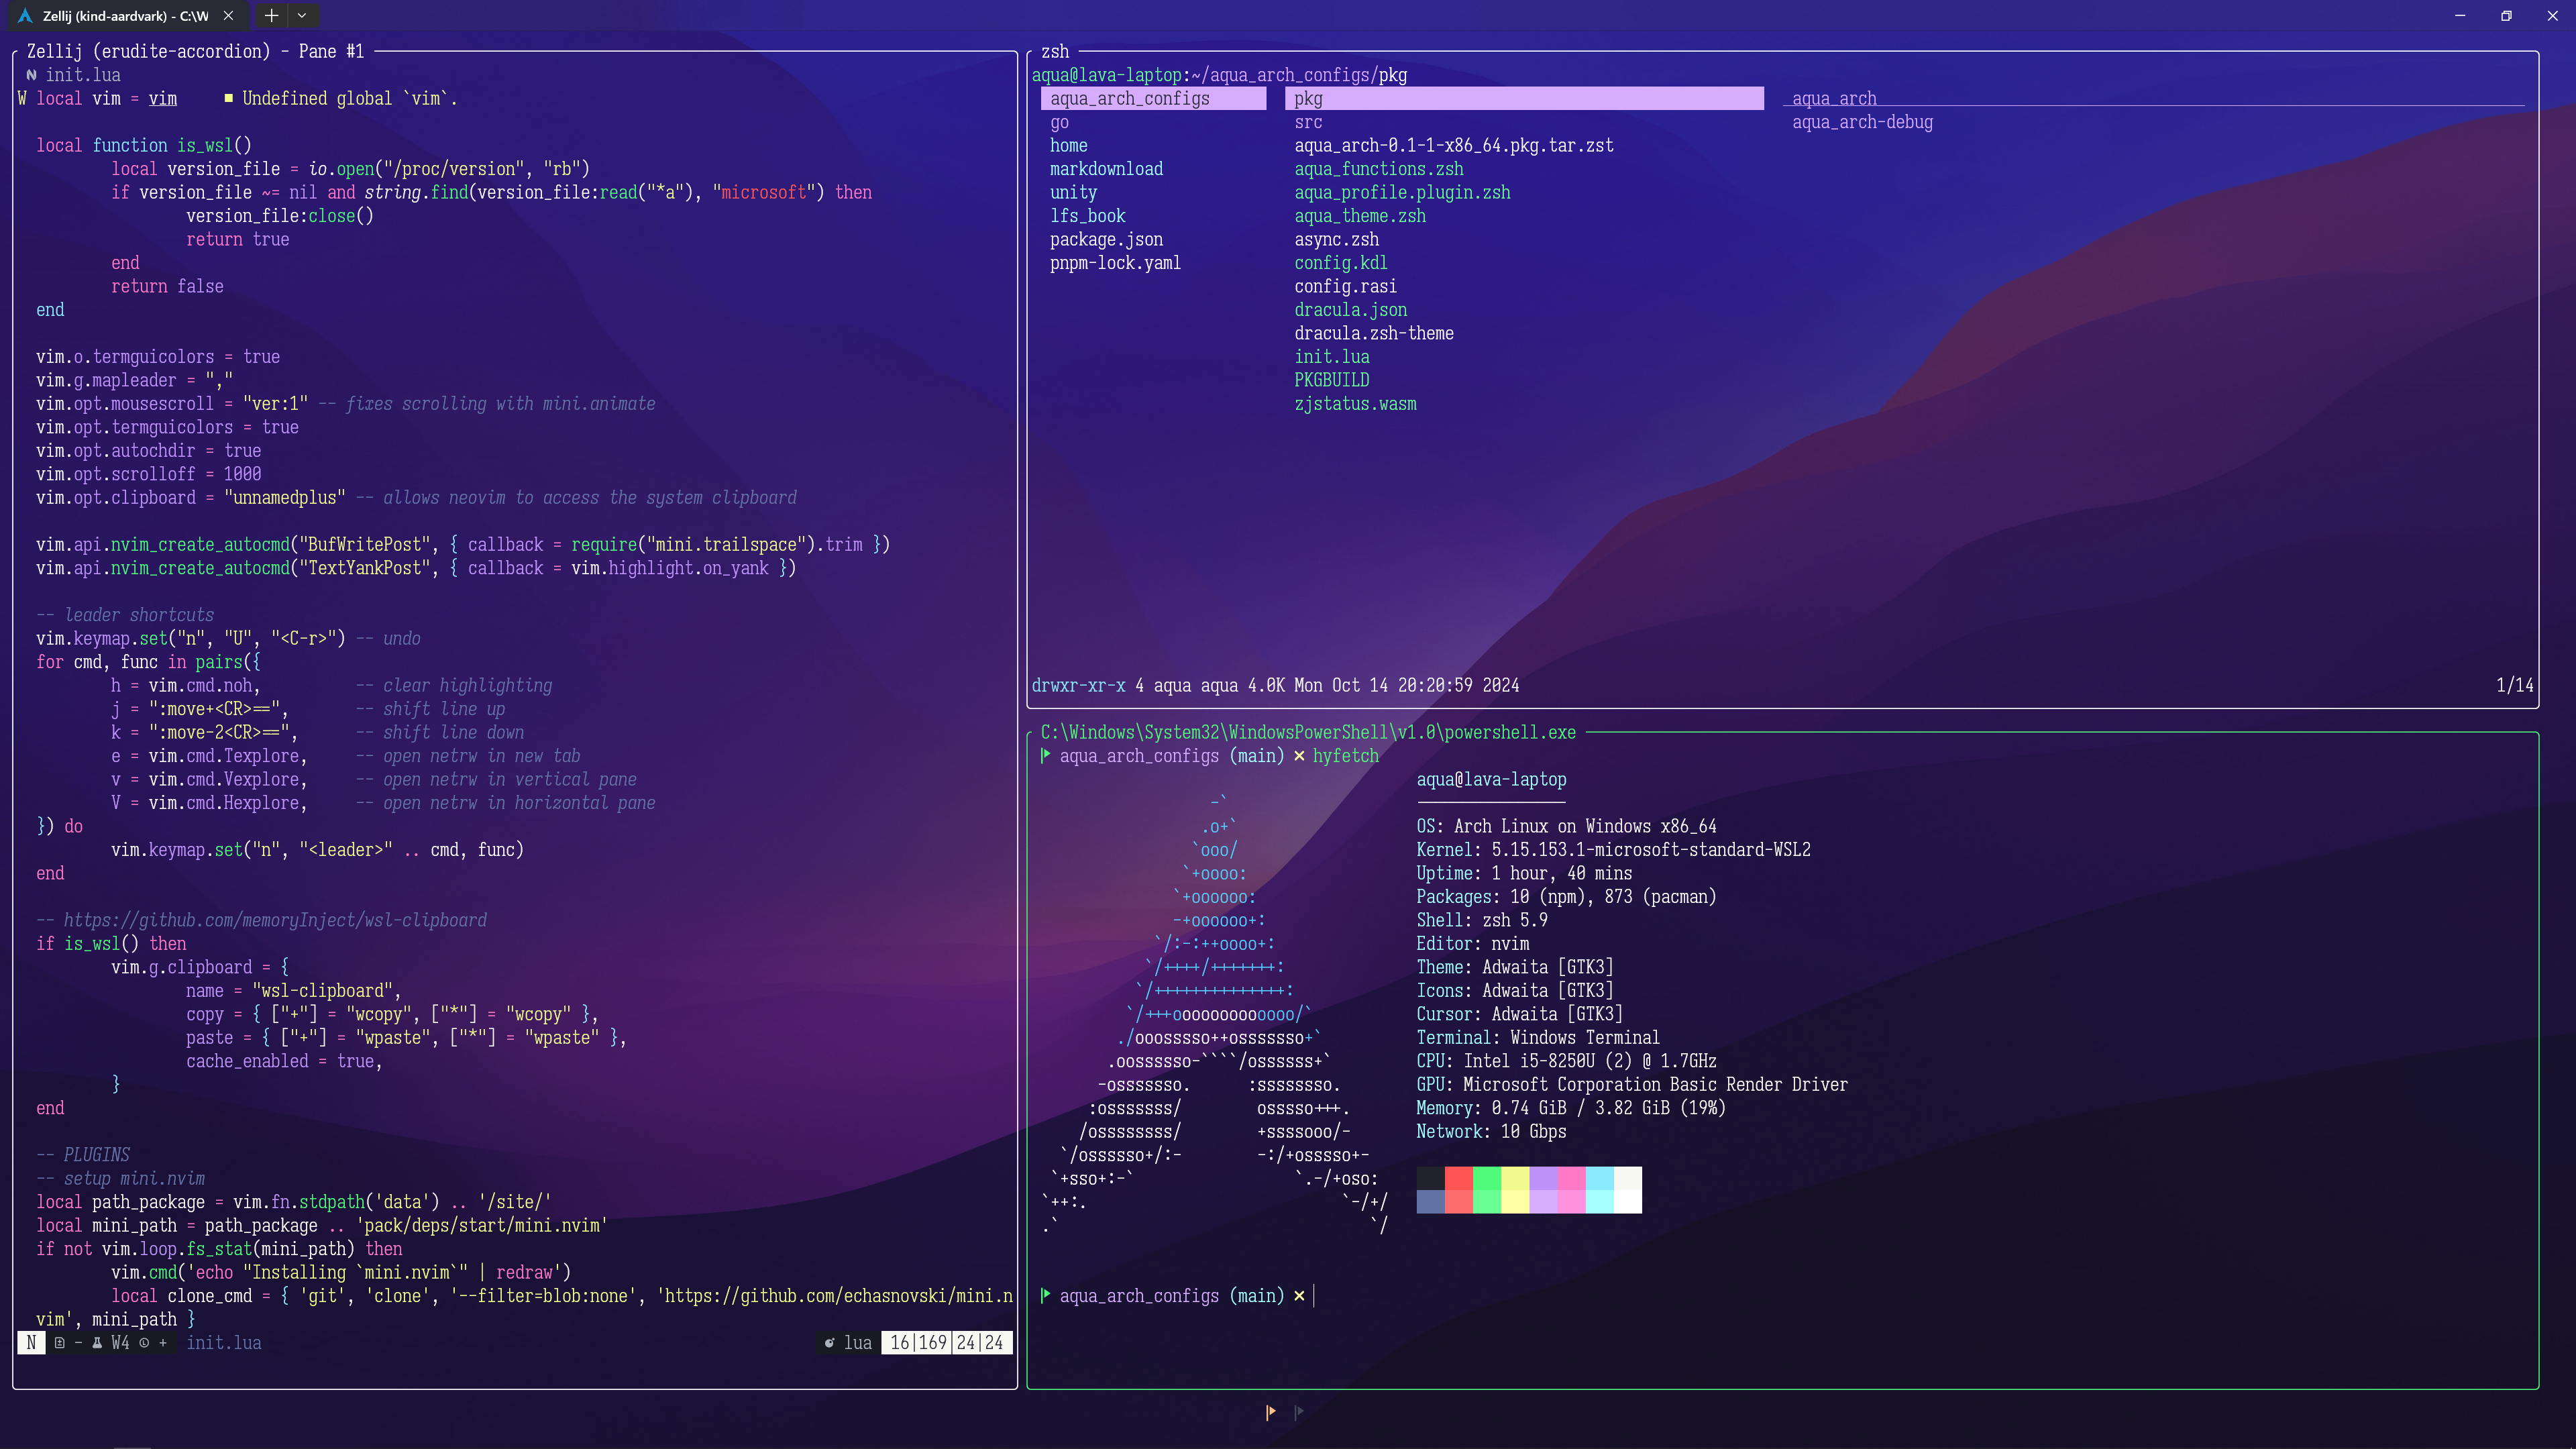 Zellij (kind-aardvark) - C:\W
Zellij (erudite-accordion) - Pane #1
init.lua
W local vim = vim ■ Undefined global `vim`.
local function is_wsl()
local version_file = io.open("/proc/version", "rb")
if version_file ~= nil and string.find(version_file:read("*a"), "microsoft") then
version_file:close()
return true
end
return false
end
vim.o.termguicolors = true
vim.g.mapleader = ","
vim.opt.mousescroll = "ver:1" -- fixes scrolling with mini.animate
vim.opt.termguicolors = true
vim.opt.autochdir = true
vim.opt.scrolloff = 1000
vim.opt.clipboard = "unnamedplus" -- allows neovim to access the system clipboard
vim.api.nvim_create_autocmd("BufWritePost", { callback = require("mini.trailspace").trim })
vim.api.nvim_create_autocmd("TextYankPost", { callback = vim.highlight.on_yank })
-- leader shortcuts
vim.keymap.set("n", "U", "<C-r>") -- undo
for cmd, func in pairs({
h = vim.cmd.noh, -- clear highlighting
j = ":move+<CR>==", -- shift line up
k = ":move-2<CR>==", -- shift line down
e = vim.cmd.Texplore, -- open netrw in new tab
v = vim.cmd.Vexplore, -- open netrw in vertical pane
V = vim.cmd.Hexplore, -- open netrw in horizontal pane
}) do
vim.keymap.set("n", "<leader>" .. cmd, func)
end
-- https://github.com/memoryInject/wsl-clipboard
if is_wsl() then
vim.g.clipboard = {
name = "wsl-clipboard",
copy = { ["+"] = "wcopy", ["*"] = "wcopy" },
paste = { ["+"] = "wpaste", ["*"] = "wpaste" },
cache_enabled = true,
}
end
-- PLUGINS
-- setup mini.nvim
local path_package = vim.fn.stdpath('data') .. '/site/'
local mini_path = path_package .. 'pack/deps/start/mini.nvim'
if not vim.loop.fs_stat(mini_path) then
vim.cmd('echo "Installing `mini.nvim`" | redraw')
local clone_cmd = { 'git', 'clone', '--filter=blob:none', 'https://github.com/echasnovski/mini.n
vim', mini_path }
N - W4 + init.lua lua 16|169|24|24
zsh
aqua@lava-laptop:~/aqua_arch_configs/pkg
aqua_arch_configs pkg aqua_arch
go src aqua_arch-debug
home aqua_arch-0.1-1-x86_64.pkg.tar.zst
markdownload aqua_functions.zsh
unity aqua_profile.plugin.zsh
lfs_book aqua_theme.zsh
package.json async.zsh
pnpm-lock.yaml config.kdl
config.rasi
dracula.json
dracula.zsh-theme
init.lua
PKGBUILD
zjstatus.wasm
drwxr-xr-x 4 aqua aqua 4.0K Mon Oct 14 20:20:59 2024 1/14
C:\Windows\System32\WindowsPowerShell\v1.0\powershell.exe
aqua_arch_configs (main) × hyfetch
aqua@lava-laptop
-`
.o+`
OS: Arch Linux on Windows x86_64
`ooo/
Kernel: 5.15.153.1-microsoft-standard-WSL2
`+oooo:
Uptime: 1 hour, 40 mins
`+oooooo:
Packages: 10 (npm), 873 (pacman)
-+oooooo+:
Shell: zsh 5.9
`/:-:++oooo+:
Editor: nvim
`/++++/+++++++:
Theme: Adwaita [GTK3]
`/++++++++++++++:
Icons: Adwaita [GTK3]
`/+++ooooooooooooo/`
Cursor: Adwaita [GTK3]
./ooosssso++osssssso+`
Terminal: Windows Terminal
.oossssso-````/ossssss+`
CPU: Intel i5-8250U (2) @ 1.7GHz
-osssssso. :ssssssso.
GPU: Microsoft Corporation Basic Render Driver
:osssssss/ osssso+++.
Memory: 0.74 GiB / 3.82 GiB (19%)
/ossssssss/ +ssssooo/-
Network: 10 Gbps
`/ossssso+/:- -:/+osssso+-
`+sso+:-` `.-/+oso:
`++:. `-/+/
.` `/
aqua_arch_configs (main) ×